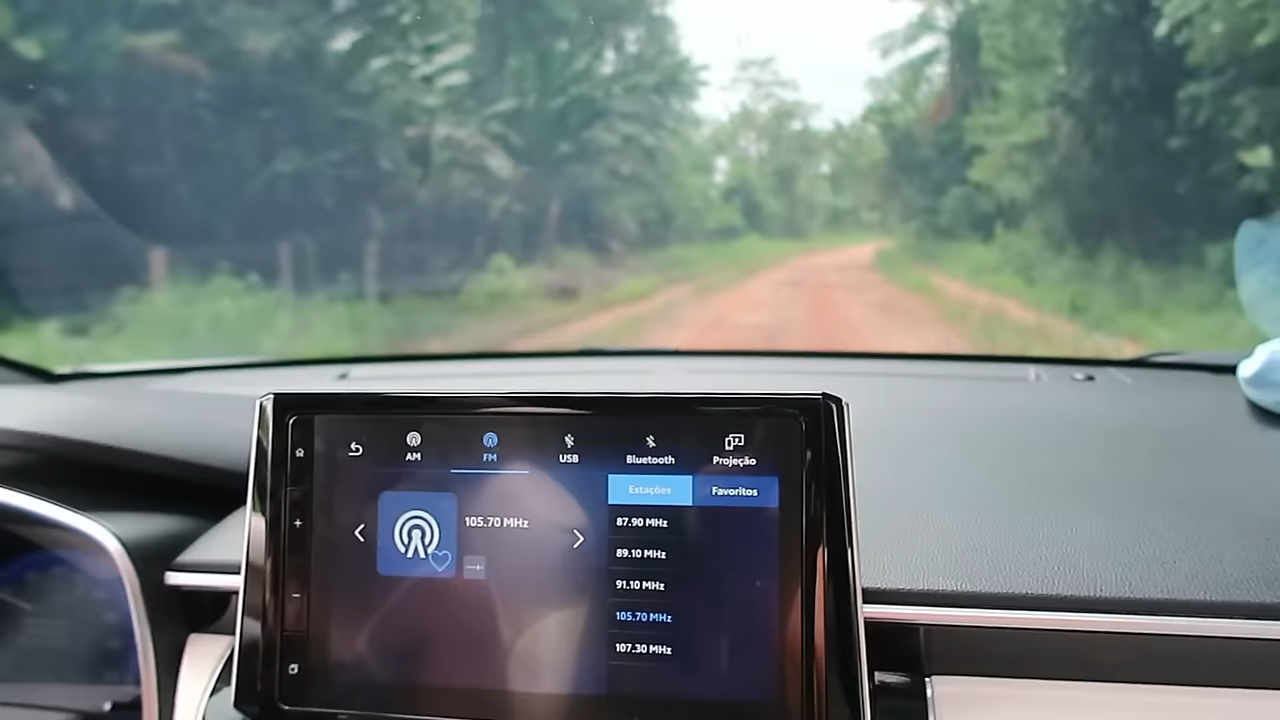 AM
FM
USB
Bluetooth
Projeção
Estações
Favoritos
105.70 MHz
87.90 MHz
89.10 MHz
91.10 MHz
105.70 MHz
107.30 MHz